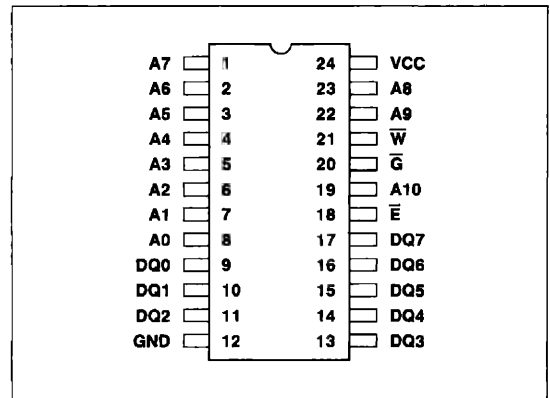 A7 1 24 VCC
A6 2 23 A8
A5 3 22 A9
A4 4 21 W̅
A3 5 20 G̅
A2 6 19 A10
A1 7 18 E̅
A0 8 17 DQ7
DQ0 9 16 DQ6
DQ1 10 15 DQ5
DQ2 11 14 DQ4
GND 12 13 DQ3